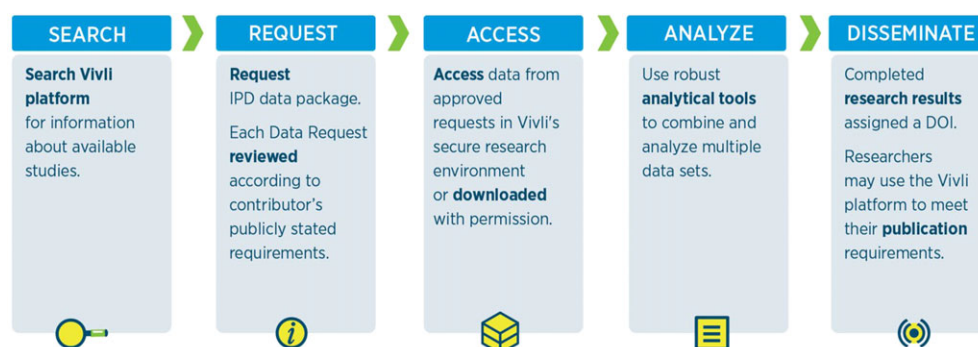 SEARCH
Search Vivli
platform
for information
about available
studies.
REQUEST
Request
IPD data package.
Each Data Request
reviewed
according to
contributor's
publicly stated
requirements.
ACCESS
Access data from
approved
requests in Vivli's
secure research
environment
or downloaded
with permission.
ANALYZE
Use robust
analytical tools
to combine and
analyze multiple
data sets.
DISSEMINATE
Completed
research results
assigned a DOI.
Researchers
may use the Vivli
platform to meet
their publication
requirements.
i